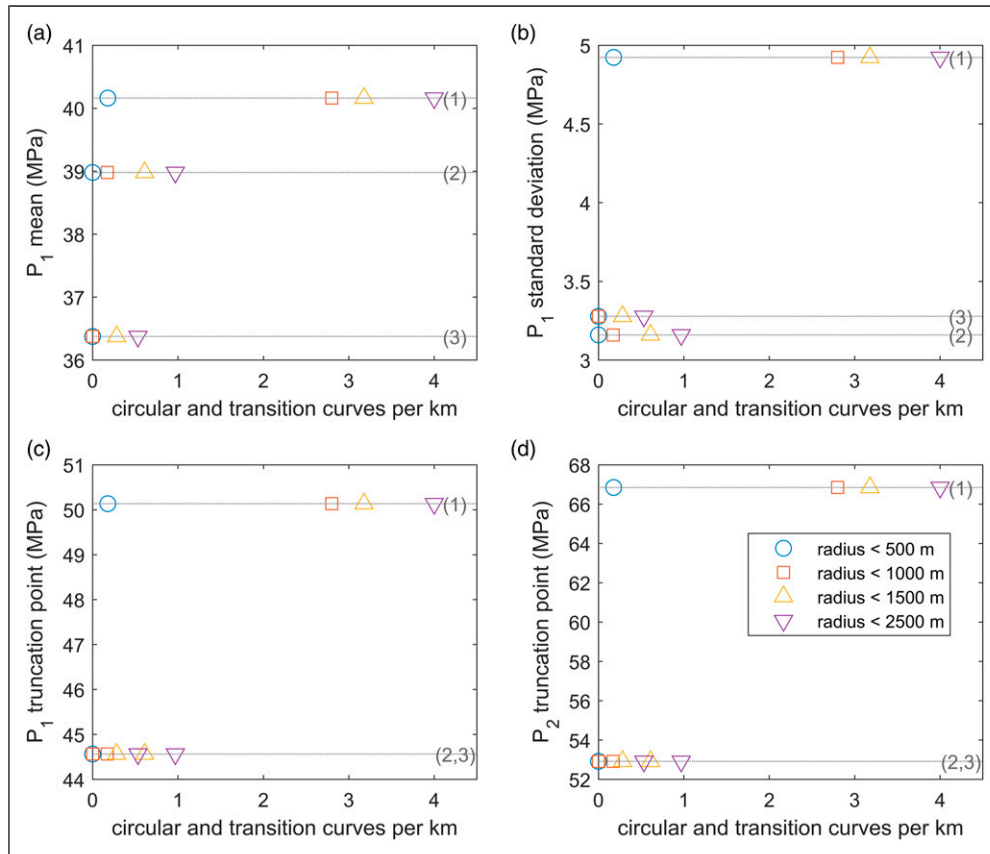 (a)
41
40
39
38
37
36
P1 mean (MPa)
(1)
(2)
(3)
0 1 2 3 4
circular and transition curves per km
(b)
5
4.5
4
3.5
3
P1 standard deviation (MPa)
(1)
(3)
(2)
0 1 2 3 4
circular and transition curves per km
(c)
51
50
49
48
47
46
45
44
P1 truncation point (MPa)
(1)
(2,3)
0 1 2 3 4
circular and transition curves per km
(d)
68
66
64
62
60
58
56
54
52
P2 truncation point (MPa)
(1)
radius < 500 m
radius < 1000 m
radius < 1500 m
radius < 2500 m
(2,3)
0 1 2 3 4
circular and transition curves per km